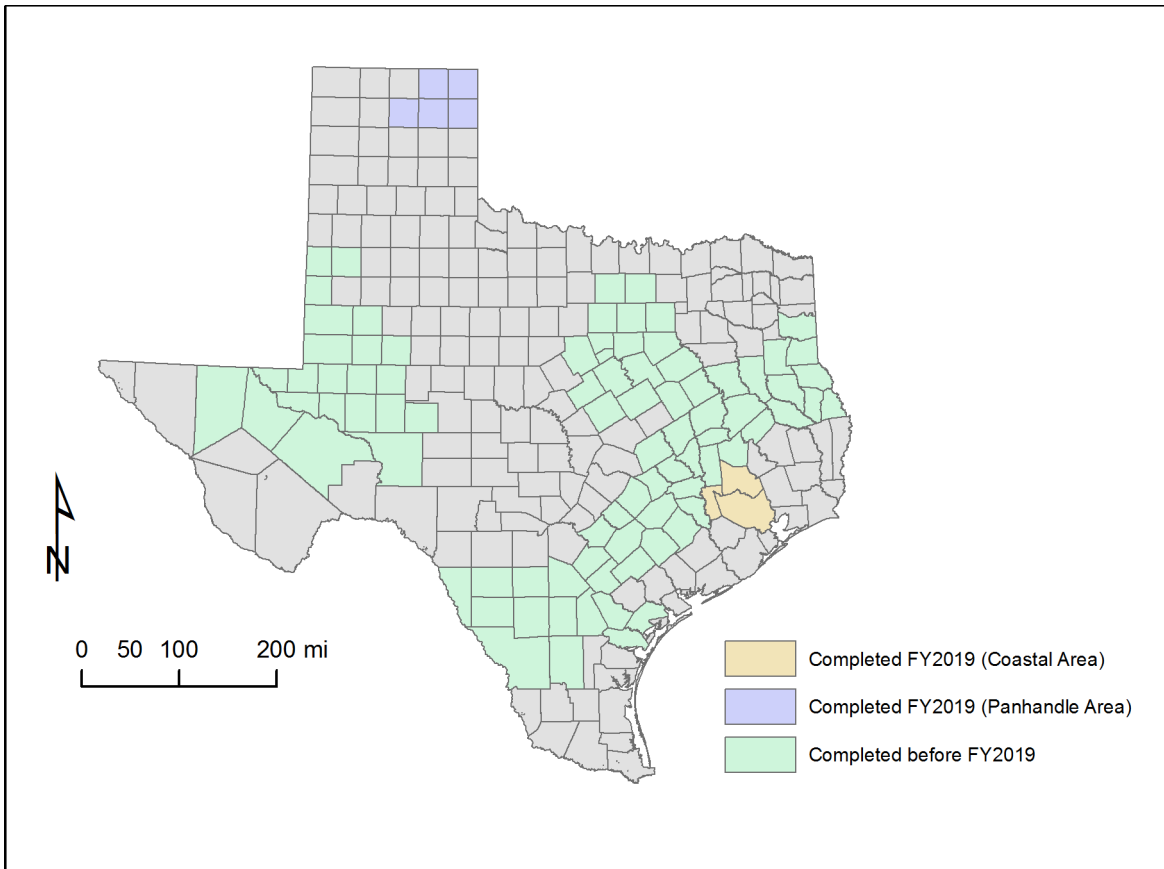 N
0 50 100 200 mi
Completed FY2019 (Coastal Area)
Completed FY2019 (Panhandle Area)
Completed before FY2019